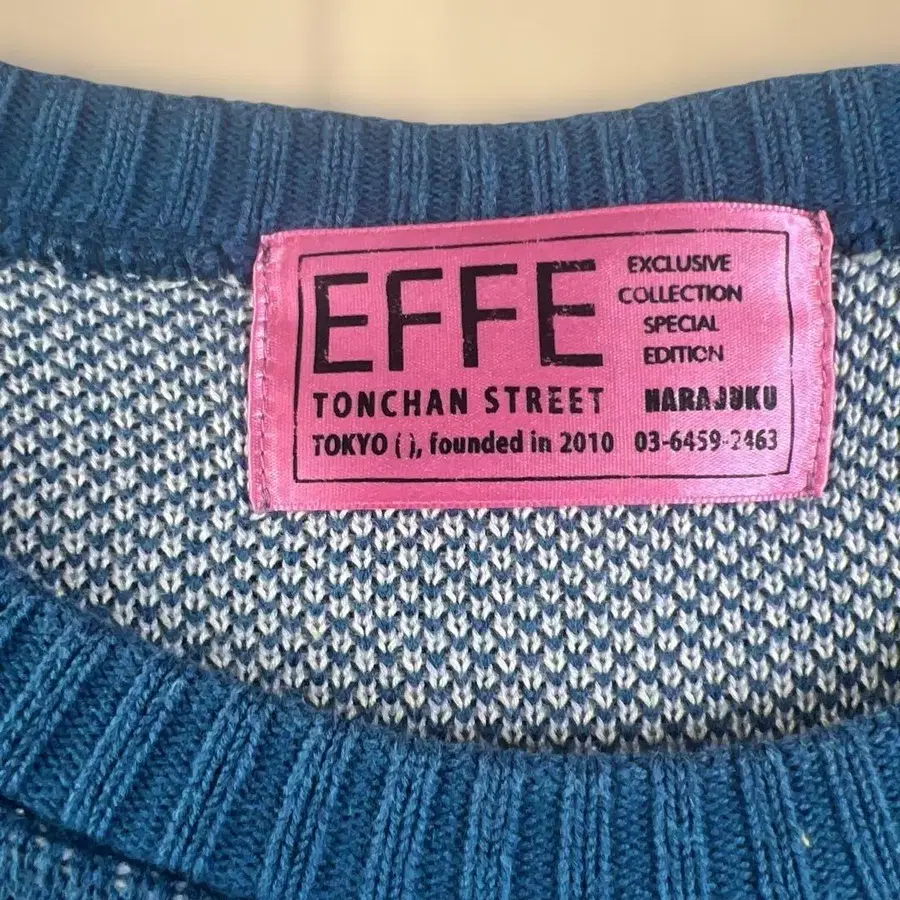 EFFE
EXCLUSIVE
COLLECTION
SPECIAL
EDITION
TONCHAN STREET HARAJUKU
TOKYO ( ), founded in 2010 03-6459-2463